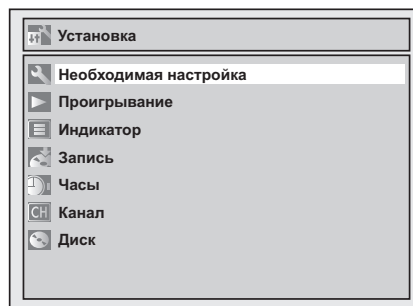 Установка
Необходимая настройка
Проигрывание
Индикатор
Запись
Часы
CH Канал
Диск